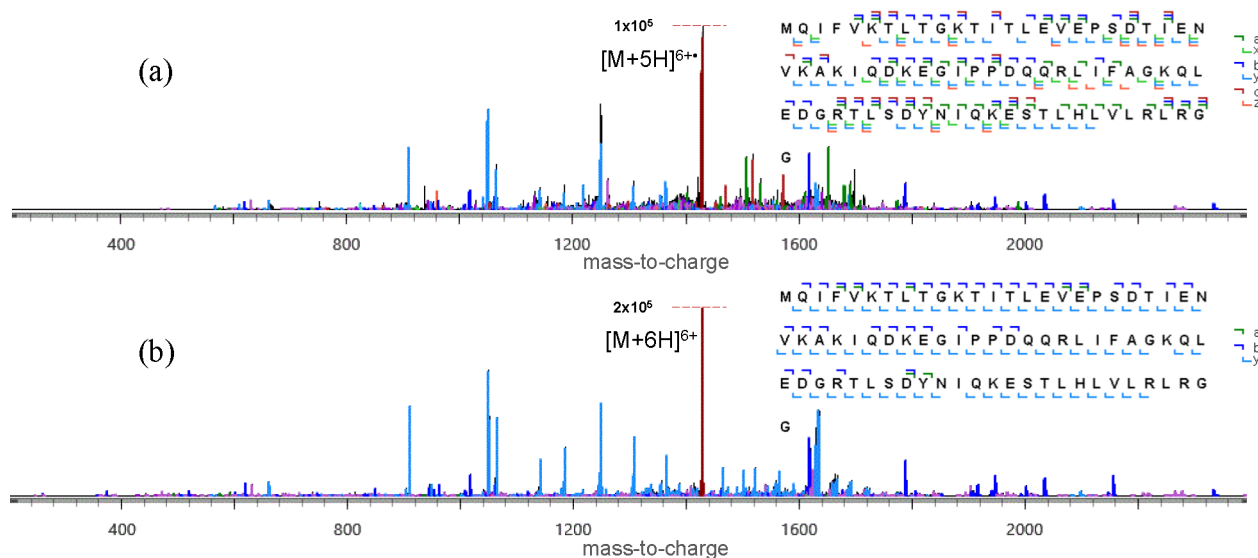 (a)
1x10⁵
[M+5H]⁶⁺•
M Q I F V K T L T G K T I T L E V E P S D T I E N
V K A K I Q D K E G I P P D Q Q R L I F A G K Q L
E D G R T L S D Y N I Q K E S T L H L V L R L R G
G
a
x
b
y
c
z
400 800 1200 1600 2000
mass-to-charge
(b)
2x10⁵
[M+6H]⁶⁺
M Q I F V K T L T G K T I T L E V E P S D T I E N
V K A K I Q D K E G I P P D Q Q R L I F A G K Q L
E D G R T L S D Y N I Q K E S T L H L V L R L R G
G
a
b
y
400 800 1200 1600 2000
mass-to-charge